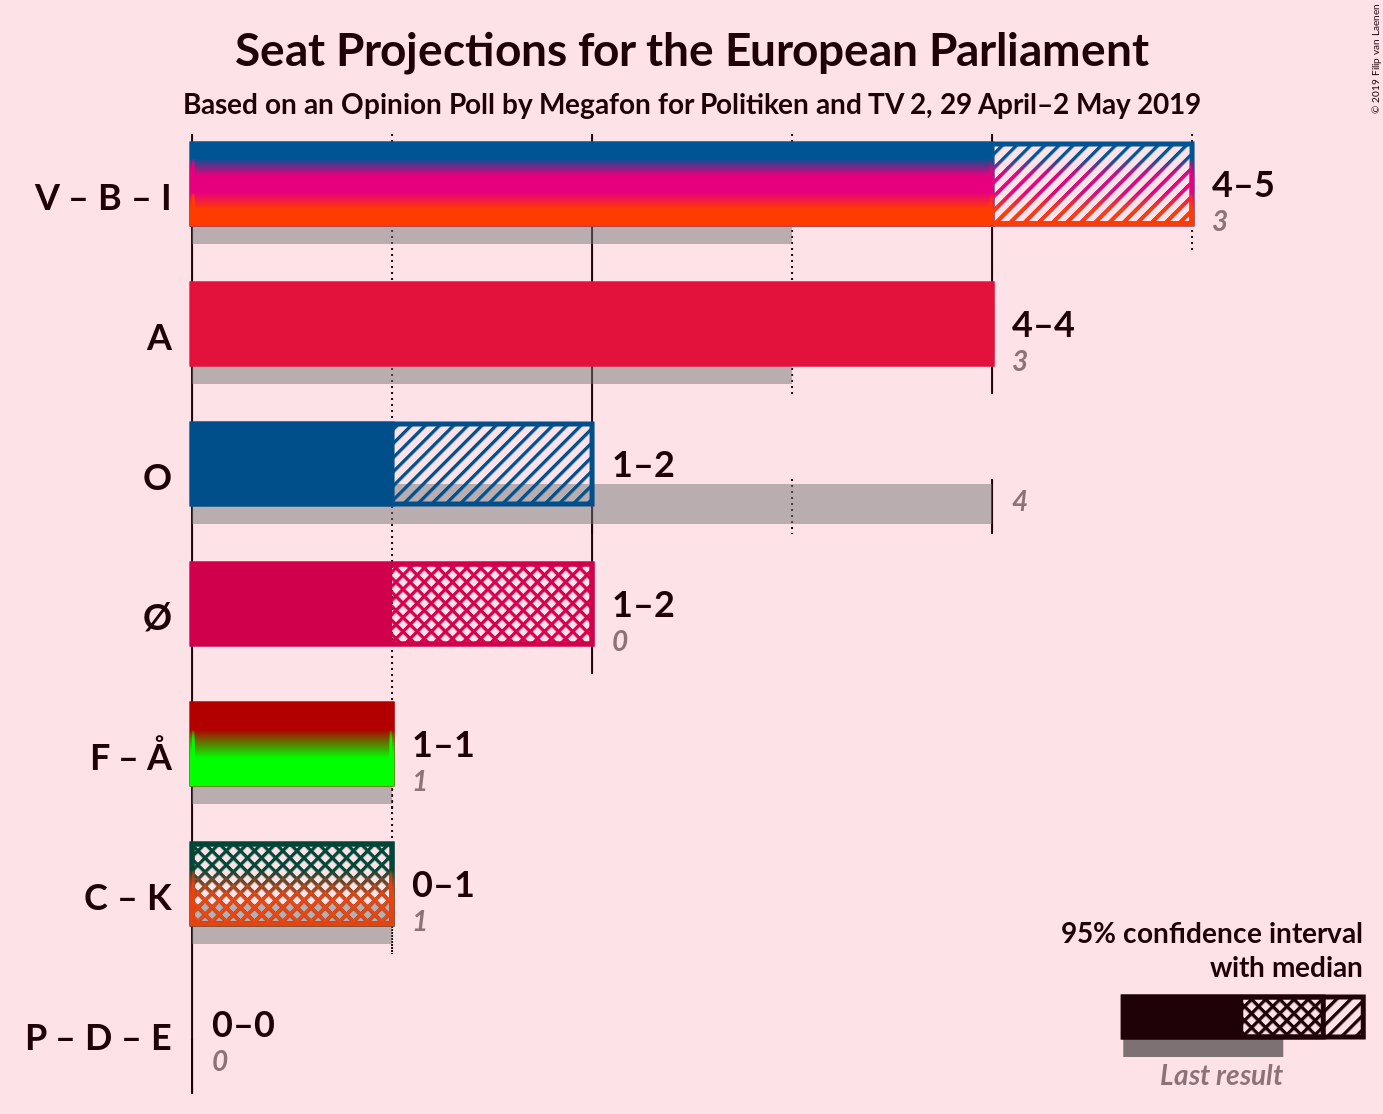 Seat Projections for the European Parliament
Based on an Opinion Poll by Megafon for Politiken and TV 2, 29 April–2 May 2019
© 2019 Filip van Laenen
V – B – I
4–5
3
A
4–4
3
O
1–2
4
Ø
1–2
0
F – Å
1–1
1
C – K
0–1
1
P – D – E
0–0
0
95% confidence interval
with median
Last result